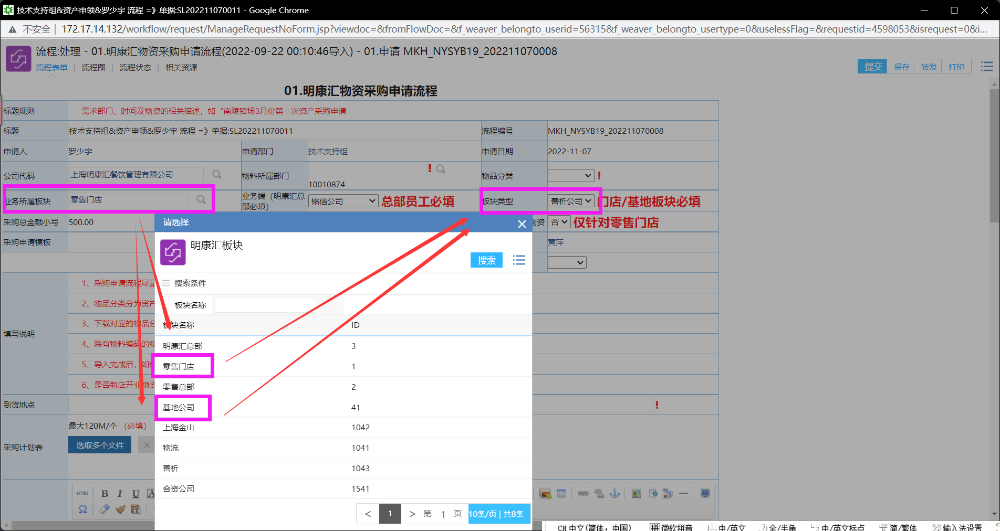 技术支持组&资产申领&罗少宇 流程 =》单据:SL202211070011 - Google Chrome
不安全 | 172.17.14.132/workflow/request/ManageRequestNoForm.jsp?viewdoc=&fromFlowDoc=&f_weaver_belongto_userid=56315&f_weaver_belongto_usertype=0&uselessFlag=&requestid=4598053&isrequest=0&i...
流程:处理 - 01.明康汇物资采购申请流程(2022-09-22 00:10:46导入) - 01.申请 MKH_NYSYB19_202211070008
流程表单 | 流程图 | 流程状态 | 相关资源
提交 保存 转发 打印
01.明康汇物资采购申请流程
标题规则 需求部门、时间及物资的相关描述，如“南陵猪场3月份第一次资产采购申请
标题 技术支持组&资产申领&罗少宇 流程 =》单据:SL202211070011 流程编号 MKH_NYSYB19_202211070008
申请人 罗少宇 申请部门 技术支持组 申请日期 2022-11-07
公司代码 上海明康汇餐饮管理有限公司 物料所属部门 ! 10010874 物品分类 !
业务所属板块 零售门店 业务端（明康汇总部必填） 铭信公司 总部员工必填 板块类型 善析公司 门店/基地板块必填
采购总金额小写 500.00 物资 否 仅针对零售门店
采购申请模板 黄萍
请选择
明康汇板块
搜索
搜索条件
板块名称
板块名称 ID
明康汇总部 3
零售门店 1
零售总部 2
基地公司 41
上海金山 1042
物流 1041
善析 1043
合资公司 1541
< 1 > 第 1 页 10条/页 | 共8条
填写说明
1、采购申请流程尽量
2、物品分类分为资产
3、下载对应的物品分
4、除有物料编码的物
5、导入完成后，如
6、是否新店开业物资
到货地点 !
采购计划表 最大120M/个 （必填）
选取多个文件
HTML B I U A
Ω
CH 中文(简体，中国) 拼 微软拼音 中/英文 全/半角 中/英文标点 简/繁体 输入法设置